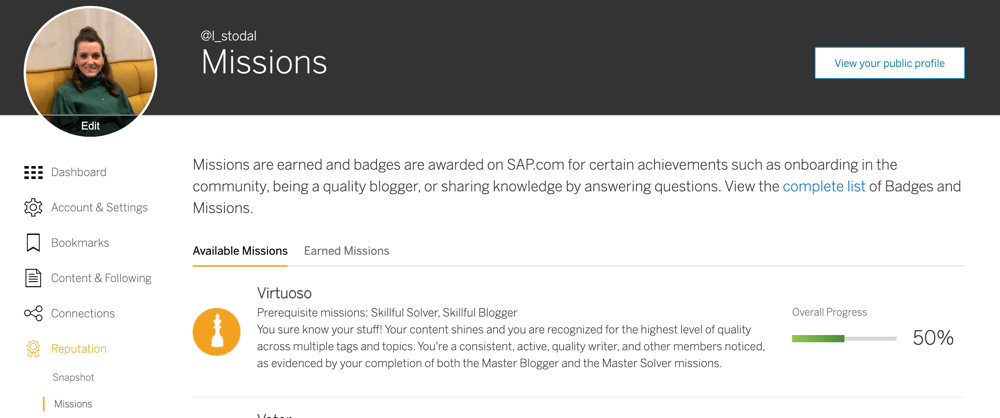 @l_stodal
Missions
View your public profile
Edit
Dashboard
Account & Settings
Bookmarks
Content & Following
Connections
Reputation
Snapshot
Missions
Missions are earned and badges are awarded on SAP.com for certain achievements such as onboarding in the
community, being a quality blogger, or sharing knowledge by answering questions. View the complete list of Badges and
Missions.
Available Missions
Earned Missions
Virtuoso
Prerequisite missions: Skillful Solver, Skillful Blogger
You sure know your stuff! Your content shines and you are recognized for the highest level of quality
across multiple tags and topics. You're a consistent, active, quality writer, and other members noticed,
as evidenced by your completion of both the Master Blogger and the Master Solver missions.
Overall Progress
50%